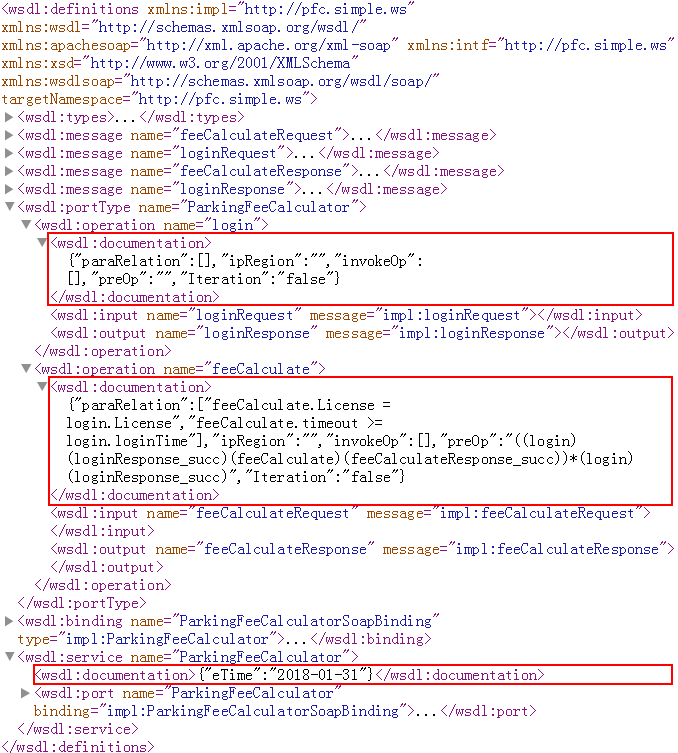 <wsdl:definitions xmlns:impl="http://pfc.simple.ws"
xmlns:wsdl="http://schemas.xmlsoap.org/wsdl/"
xmlns:apachesoap="http://xml.apache.org/xml-soap" xmlns:intf="http://pfc.simple.ws"
xmlns:xsd="http://www.w3.org/2001/XMLSchema"
xmlns:wsdlsoap="http://schemas.xmlsoap.org/wsdl/soap/"
targetNamespace="http://pfc.simple.ws">
▶<wsdl:types>...</wsdl:types>
▶<wsdl:message name="feeCalculateRequest">...</wsdl:message>
▶<wsdl:message name="loginRequest">...</wsdl:message>
▶<wsdl:message name="feeCalculateResponse">...</wsdl:message>
▶<wsdl:message name="loginResponse">...</wsdl:message>
▼<wsdl:portType name="ParkingFeeCalculator">
▼<wsdl:operation name="login">
▼<wsdl:documentation>
{"paraRelation":[],"ipRegion":"","invokeOp":
[],"preOp":"","Iteration":"false"}
</wsdl:documentation>
<wsdl:input name="loginRequest" message="impl:loginRequest"></wsdl:input>
<wsdl:output name="loginResponse" message="impl:loginResponse"></wsdl:output>
</wsdl:operation>
▼<wsdl:operation name="feeCalculate">
▼<wsdl:documentation>
{"paraRelation":["feeCalculate.License =
login.License","feeCalculate.timeout >=
login.loginTime"],"ipRegion":"","invokeOp":[],"preOp":"((login)
(loginResponse_succ)(feeCalculate)(feeCalculateResponse_succ))*(login)
(loginResponse_succ)","Iteration":"false"}
</wsdl:documentation>
<wsdl:input name="feeCalculateRequest" message="impl:feeCalculateRequest">
</wsdl:input>
<wsdl:output name="feeCalculateResponse" message="impl:feeCalculateResponse">
</wsdl:output>
</wsdl:operation>
</wsdl:portType>
▶<wsdl:binding name="ParkingFeeCalculatorSoapBinding"
type="impl:ParkingFeeCalculator">...</wsdl:binding>
▼<wsdl:service name="ParkingFeeCalculator">
<wsdl:documentation>{"eTime":"2018-01-31"}</wsdl:documentation>
▶<wsdl:port name="ParkingFeeCalculator"
binding="impl:ParkingFeeCalculatorSoapBinding">...</wsdl:port>
</wsdl:service>
</wsdl:definitions>